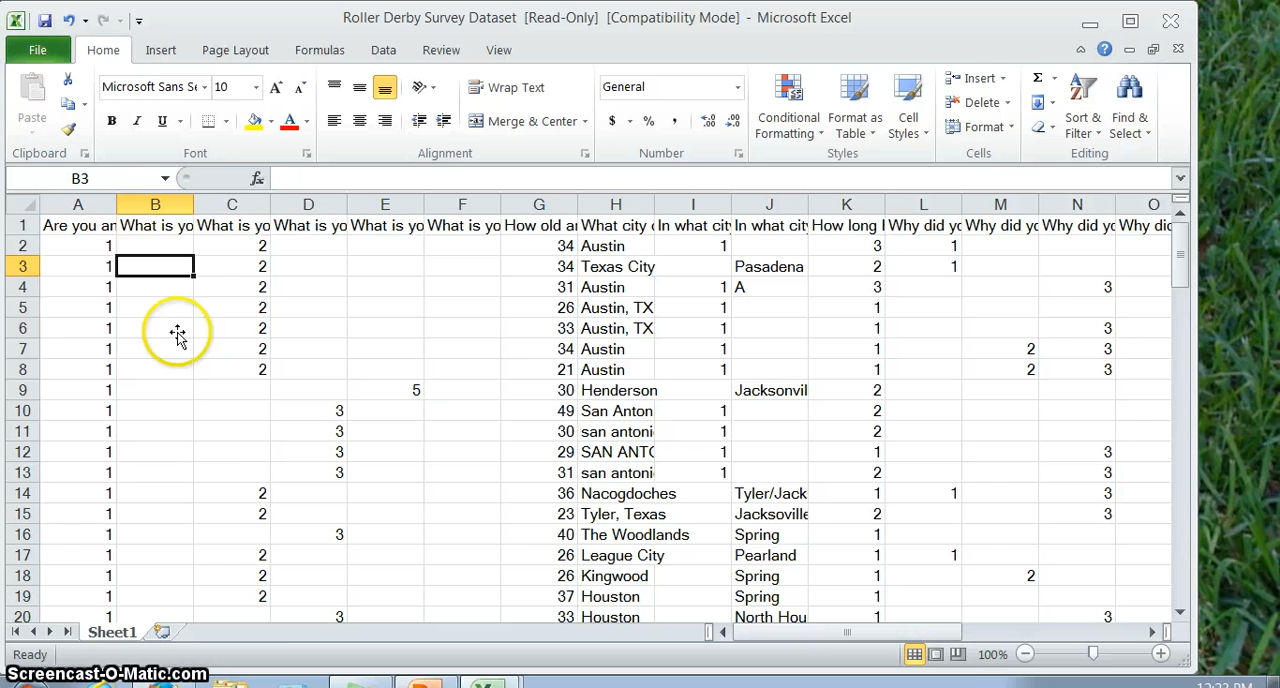 Roller Derby Survey Dataset [Read-Only] [Compatibility Mode] - Microsoft Excel
File Home Insert Page Layout Formulas Data Review View
Microsoft Sans Se 10 A A Wrap Text General Insert Σ
Paste Conditional Formatting Format as Table Cell Styles Delete Sort & Filter Find & Select
B I U A Merge & Center $ % , .00 Format
Clipboard Font Alignment Number Styles Cells Editing
B3 fx
A B C D E F G H I J K L M N O
1 Are you an What is yo What is yo What is yo What is yo What is yo How old ar What city In what city In what city How long Why did yo Why did yo Why did yo Why did
2 1 2 34 Austin 1 3 1
3 1 2 34 Texas City Pasadena 2 1
4 1 2 31 Austin 1 A 3 3
5 1 2 26 Austin, TX 1 1
6 1 2 33 Austin, TX 1 1 3
7 1 2 34 Austin 1 1 2 3
8 1 2 21 Austin 1 1 2 3
9 1 5 30 Henderson Jacksonvil 2
10 1 3 49 San Anton 1 2
11 1 3 30 san antoni 1 2
12 1 3 29 SAN ANTO 1 1 3
13 1 3 31 san antoni 1 2 3
14 1 2 36 Nacogdoches Tyler/Jack 1 1 3
15 1 2 23 Tyler, Texas Jacksonville 2 3
16 1 3 40 The Woodlands Spring 1
17 1 2 26 League City Pearland 1 1
18 1 2 26 Kingwood Spring 1 2
19 1 2 37 Houston Spring 1
20 1 3 33 Houston North Hou 1 3
Sheet1
Ready 100%
Screencast-O-Matic.com
12:23 PM